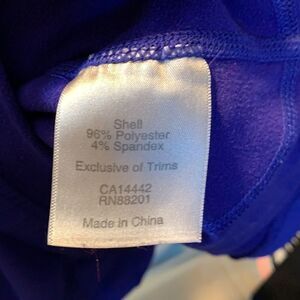 Shell
96% Polyester
4% Spandex
Exclusive of Trims
CA14442
RN88201
Made in China